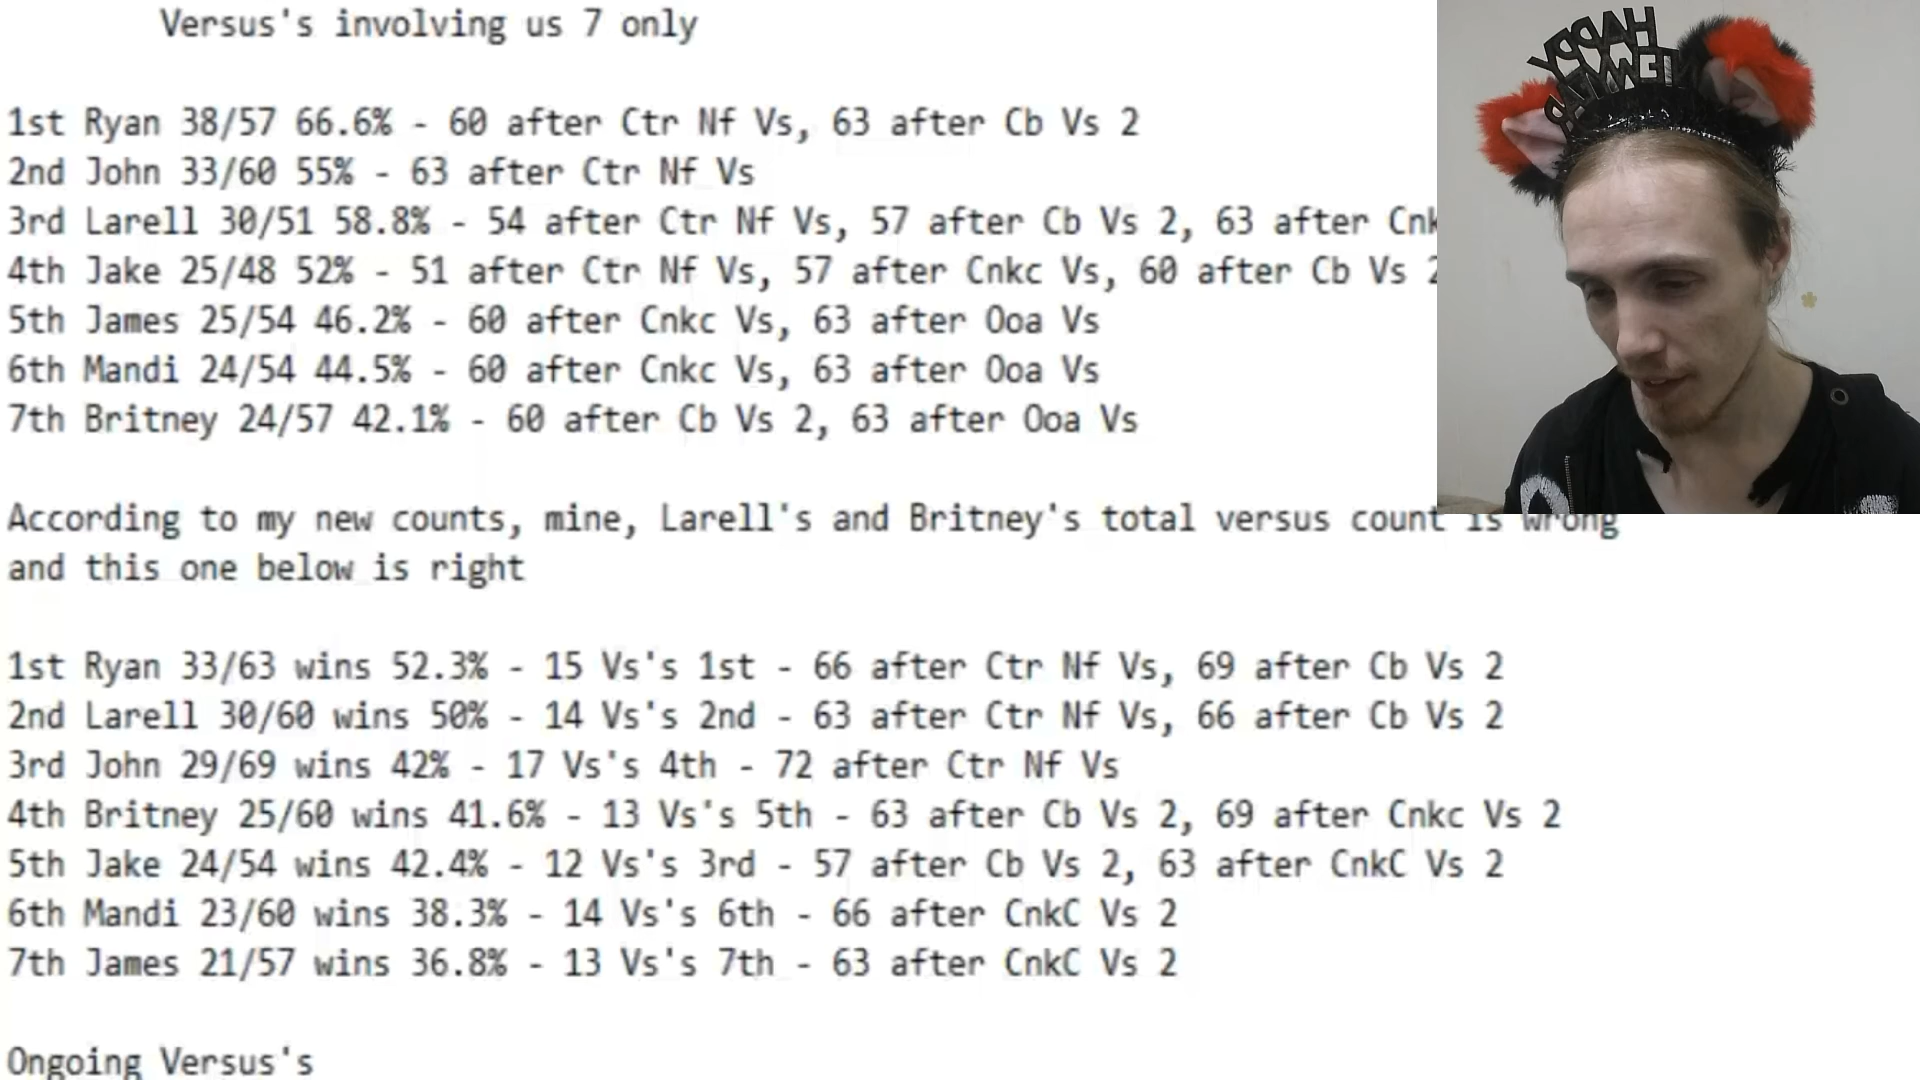 Versus's involving us 7 only
1st Ryan 38/57 66.6% - 60 after Ctr Nf Vs, 63 after Cb Vs 2
2nd John 33/60 55% - 63 after Ctr Nf Vs
3rd Larell 30/51 58.8% - 54 after Ctr Nf Vs, 57 after Cb Vs 2, 63 after Cnk
4th Jake 25/48 52% - 51 after Ctr Nf Vs, 57 after Cnkc Vs, 60 after Cb Vs 2
5th James 25/54 46.2% - 60 after Cnkc Vs, 63 after Ooa Vs
6th Mandi 24/54 44.5% - 60 after Cnkc Vs, 63 after Ooa Vs
7th Britney 24/57 42.1% - 60 after Cb Vs 2, 63 after Ooa Vs
According to my new counts, mine, Larell's and Britney's total versus count is wrong
and this one below is right
1st Ryan 33/63 wins 52.3% - 15 Vs's 1st - 66 after Ctr Nf Vs, 69 after Cb Vs 2
2nd Larell 30/60 wins 50% - 14 Vs's 2nd - 63 after Ctr Nf Vs, 66 after Cb Vs 2
3rd John 29/69 wins 42% - 17 Vs's 4th - 72 after Ctr Nf Vs
4th Britney 25/60 wins 41.6% - 13 Vs's 5th - 63 after Cb Vs 2, 69 after Cnkc Vs 2
5th Jake 24/54 wins 42.4% - 12 Vs's 3rd - 57 after Cb Vs 2, 63 after CnkC Vs 2
6th Mandi 23/60 wins 38.3% - 14 Vs's 6th - 66 after CnkC Vs 2
7th James 21/57 wins 36.8% - 13 Vs's 7th - 63 after CnkC Vs 2
Ongoing Versus's
HAPPY
NEW YEAR